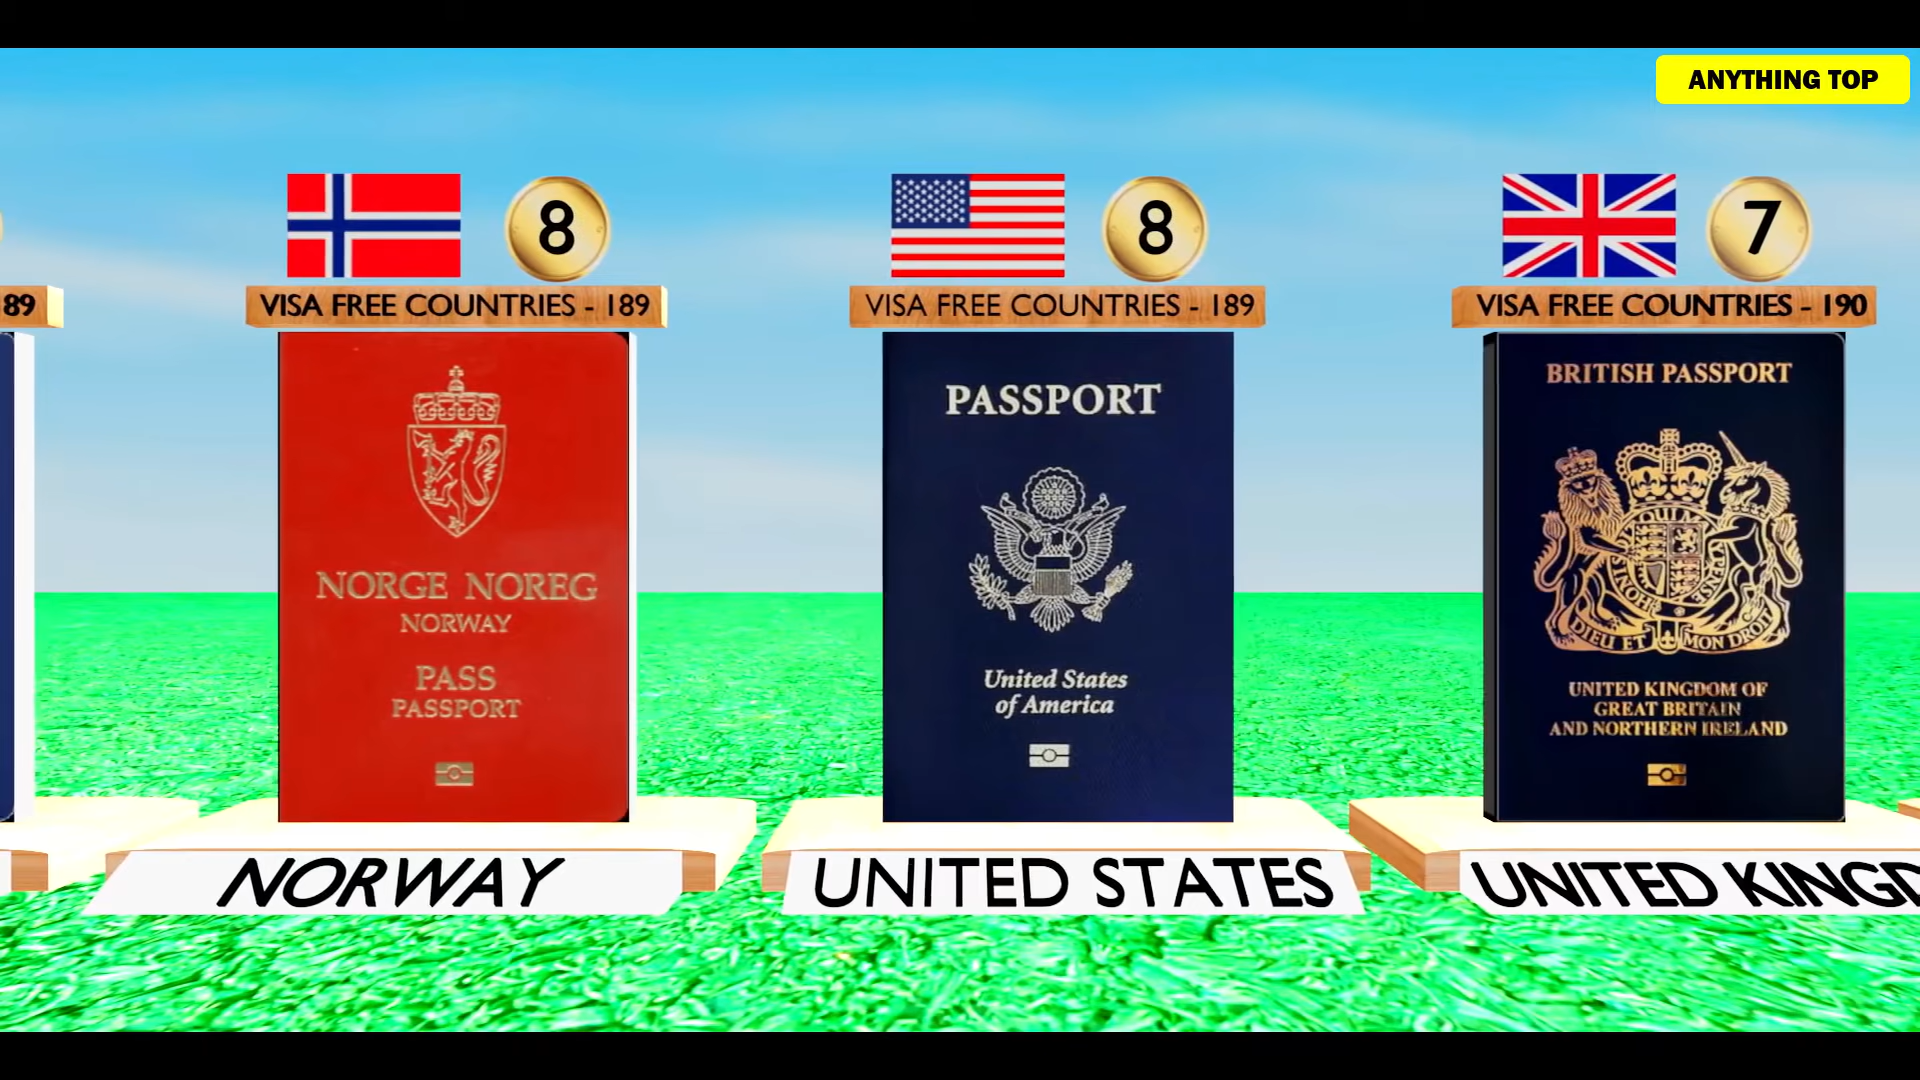 ANYTHING TOP
8
8
7
89
VISA FREE COUNTRIES - 189
VISA FREE COUNTRIES - 189
VISA FREE COUNTRIES - 190
NORGE NOREG
NORWAY
PASS
PASSPORT
PASSPORT
United States
of America
BRITISH PASSPORT
DIEU ET MON DROIT
UNITED KINGDOM OF
GREAT BRITAIN
AND NORTHERN IRELAND
NORWAY
UNITED STATES
UNITED KINGD